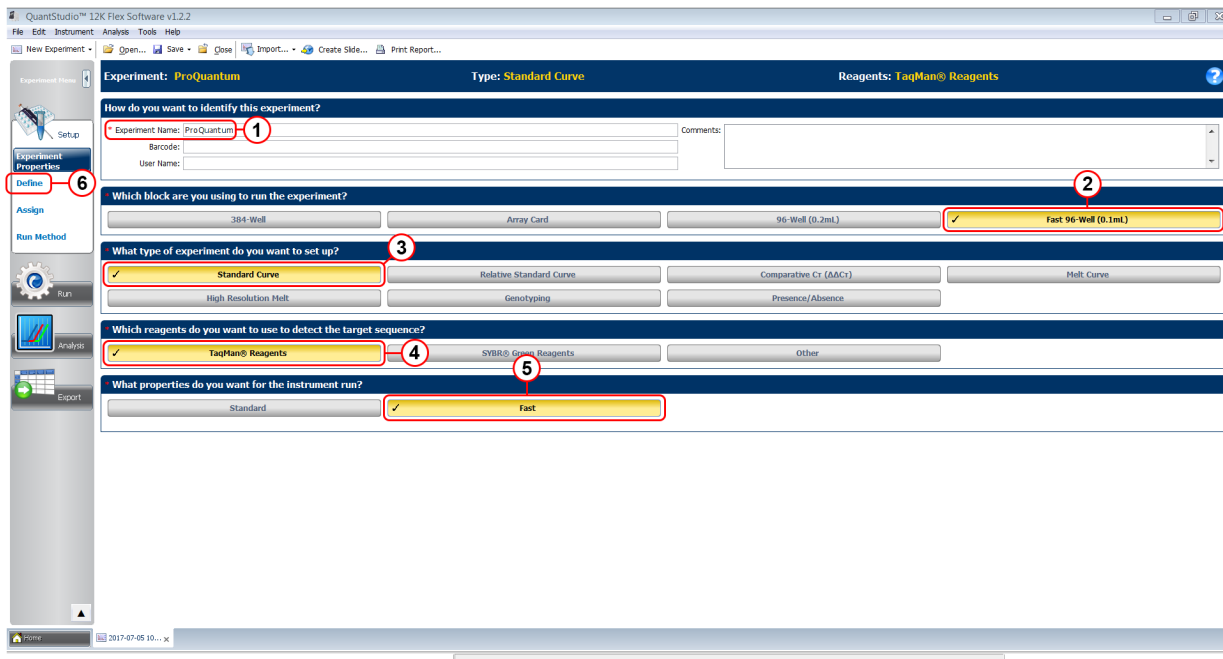 QuantStudio™ 12K Flex Software v1.2.2
File Edit Instrument Analysis Tools Help
New Experiment Open... Save Close Import... Create Slide... Print Report...
Experiment Menu
Experiment: ProQuantum Type: Standard Curve Reagents: TaqMan® Reagents
How do you want to identify this experiment?
Setup
* Experiment Name: ProQuantum 1 Comments:
Barcode:
User Name:
Experiment
Properties
Define 6
Assign
Run Method
* Which block are you using to run the experiment? 2
384-Well Array Card 96-Well (0.2mL) ✓ Fast 96-Well (0.1mL)
* What type of experiment do you want to set up? 3
✓ Standard Curve Relative Standard Curve Comparative CT (ΔΔCT) Melt Curve
Run
High Resolution Melt Genotyping Presence/Absence
* Which reagents do you want to use to detect the target sequence?
Analysis
✓ TaqMan® Reagents 4 SYBR® Green Reagents Other
* What properties do you want for the instrument run? 5
Export
Standard ✓ Fast
Home 2017-07-05 10... x